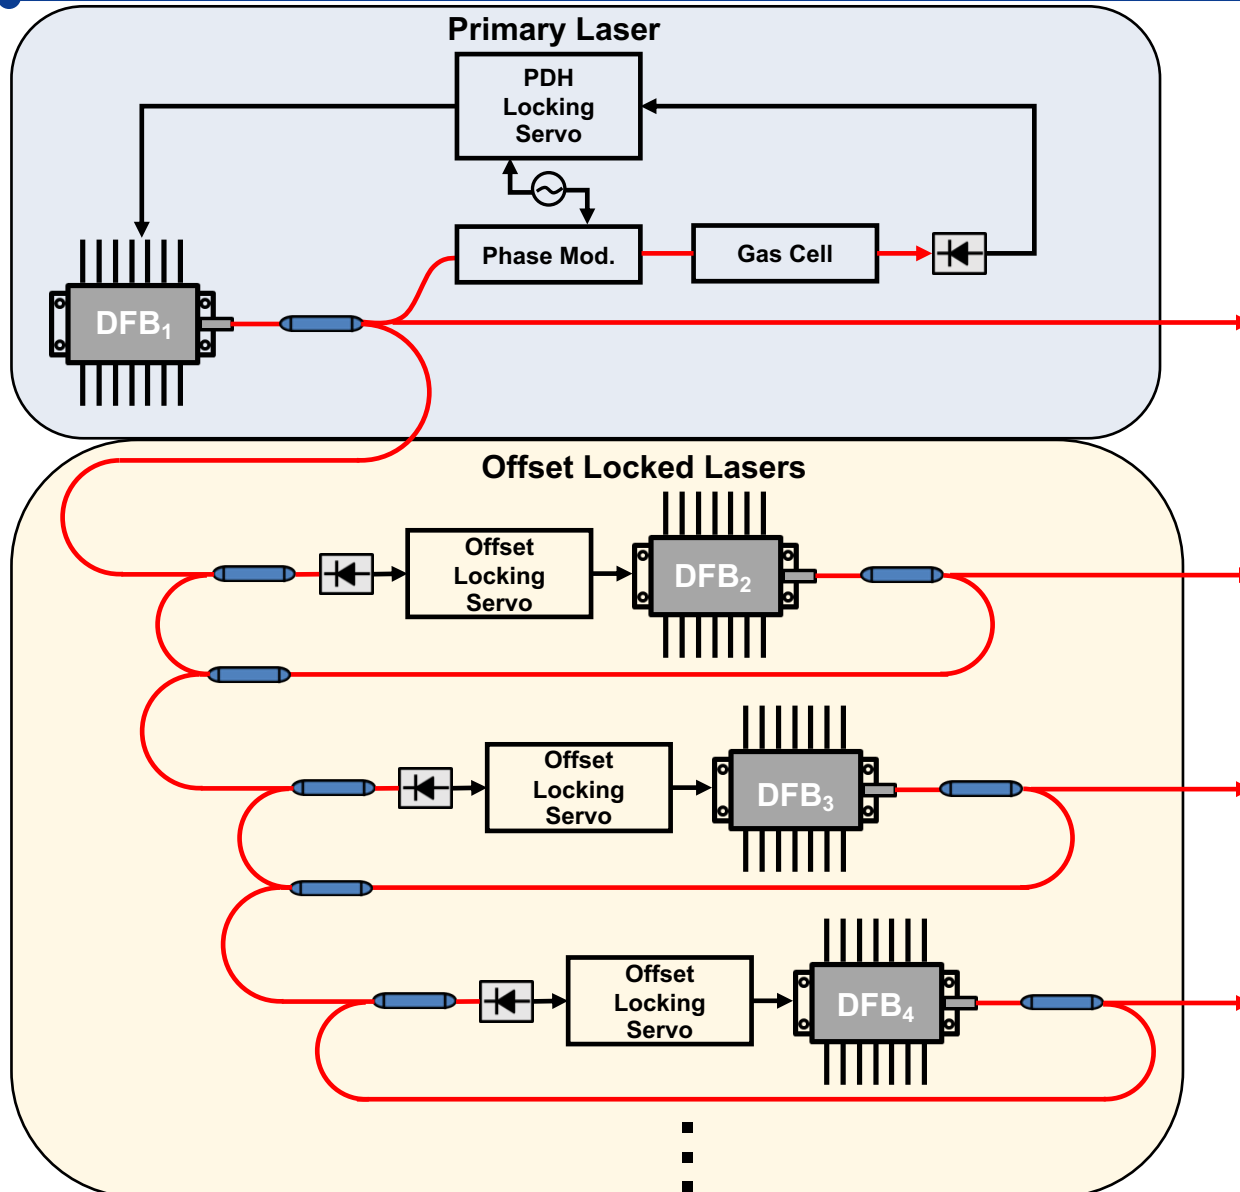 Primary Laser
PDH
Locking
Servo
Phase Mod.
Gas Cell
DFB₁
Offset Locked Lasers
Offset
Locking
Servo
DFB₂
Offset
Locking
Servo
DFB₃
Offset
Locking
Servo
DFB₄